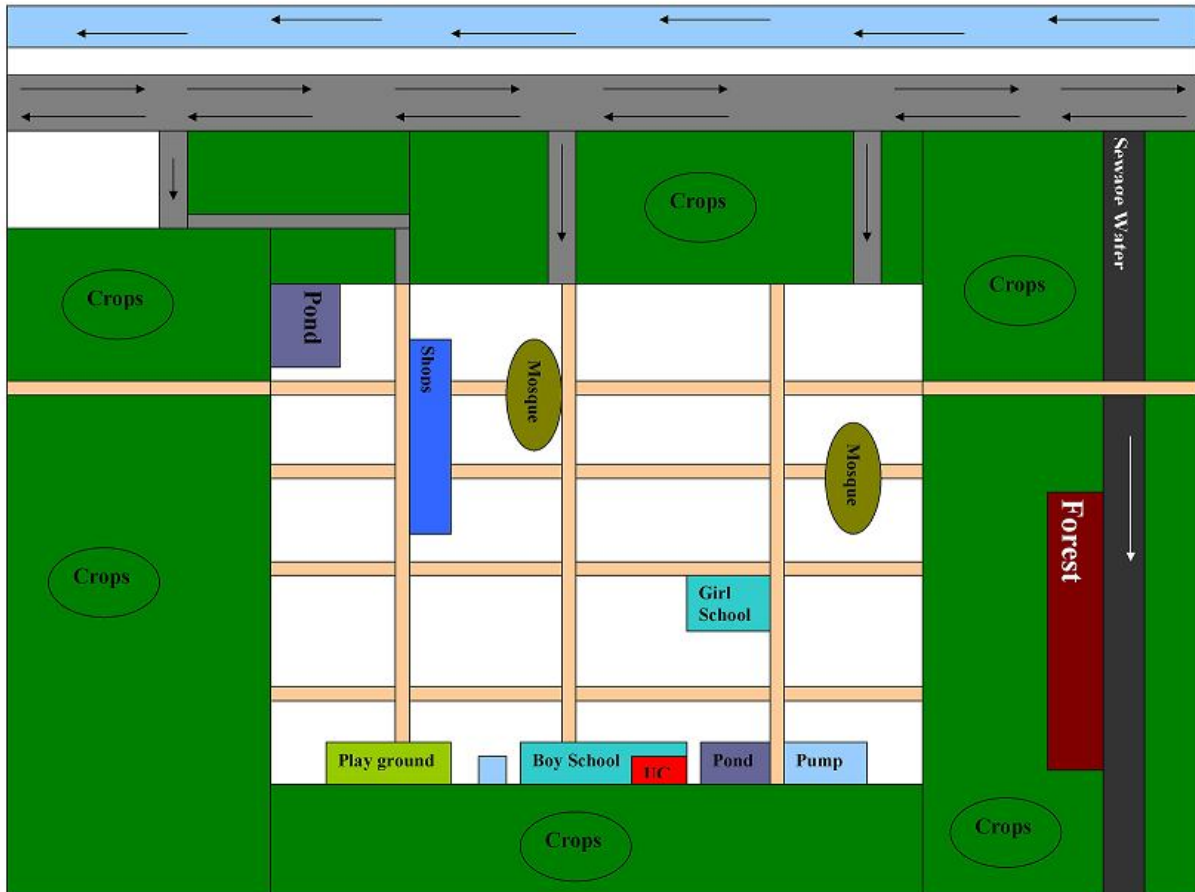 Crops
Sewage Water
Crops
Crops
Pond
Shops
Mosque
Mosque
Forest
Crops
Girl
School
Play ground
Boy School
UC
Pond
Pump
Crops
Crops